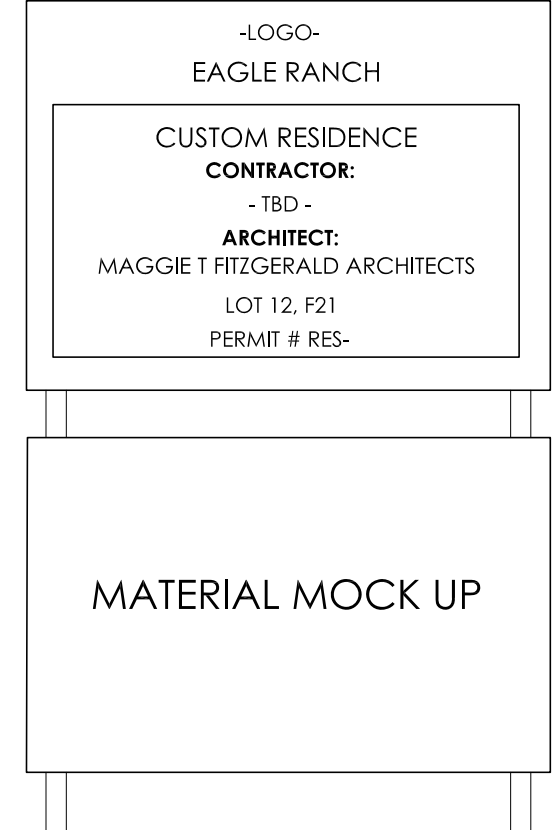 -LOGO-
EAGLE RANCH
CUSTOM RESIDENCE
CONTRACTOR:
- TBD -
ARCHITECT:
MAGGIE T FITZGERALD ARCHITECTS
LOT 12, F21
PERMIT # RES-
MATERIAL MOCK UP